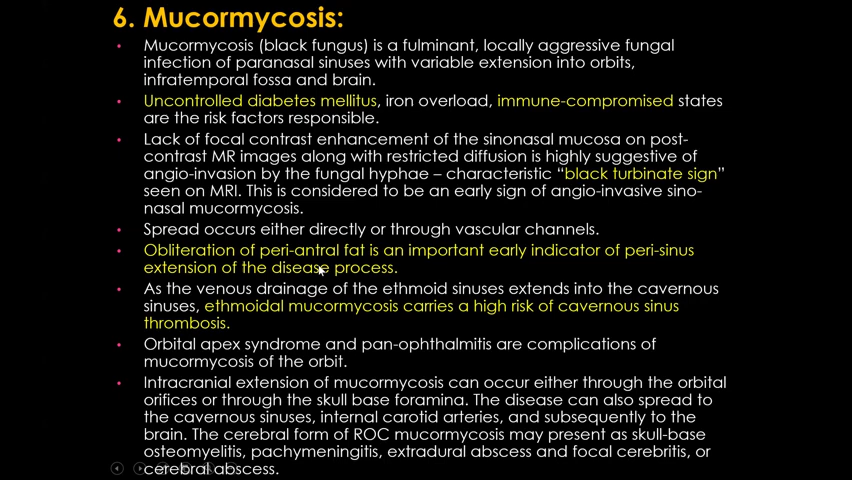 6. Mucormycosis:
• Mucormycosis (black fungus) is a fulminant, locally aggressive fungal
infection of paranasal sinuses with variable extension into orbits,
infratemporal fossa and brain.
• Uncontrolled diabetes mellitus, iron overload, immune-compromised states
are the risk factors responsible.
• Lack of focal contrast enhancement of the sinonasal mucosa on post-
contrast MR images along with restricted diffusion is highly suggestive of
angio-invasion by the fungal hyphae – characteristic “black turbinate sign”
seen on MRI. This is considered to be an early sign of angio-invasive sino-
nasal mucormycosis.
• Spread occurs either directly or through vascular channels.
• Obliteration of peri-antral fat is an important early indicator of peri-sinus
extension of the disease process.
• As the venous drainage of the ethmoid sinuses extends into the cavernous
sinuses, ethmoidal mucormycosis carries a high risk of cavernous sinus
thrombosis.
• Orbital apex syndrome and pan-ophthalmitis are complications of
mucormycosis of the orbit.
• Intracranial extension of mucormycosis can occur either through the orbital
orifices or through the skull base foramina. The disease can also spread to
the cavernous sinuses, internal carotid arteries, and subsequently to the
brain. The cerebral form of ROC mucormycosis may present as skull-base
osteomyelitis, pachymeningitis, extradural abscess and focal cerebritis, or
cerebral abscess.